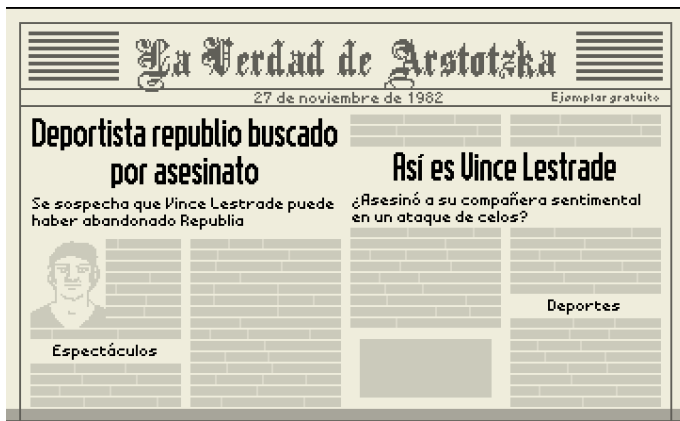 La Verdad de Arstotzka
27 de noviembre de 1982
Ejemplar gratuito
Deportista republio buscado
por asesinato
Se sospecha que Vince Lestrade puede
haber abandonado Republia
Espectáculos
Así es Vince Lestrade
¿Asesinó a su compañera sentimental
en un ataque de celos?
Deportes